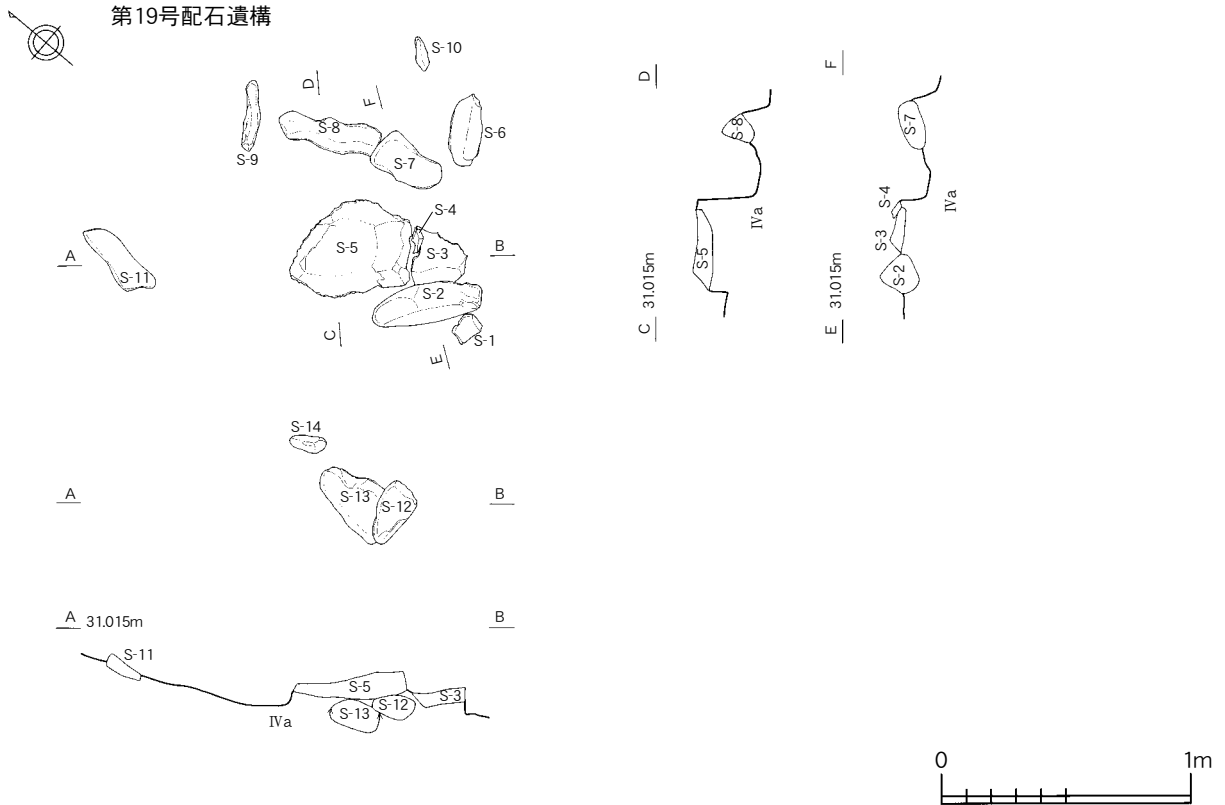 第19号配石遺構
S-10
D
F
S-8
S-6
S-9
S-7
S-4
S-5
S-3
A
B
S-11
S-2
C
S-1
E
S-14
A
S-13
S-12
B
A 31.015m
B
S-11
S-5
S-3
S-12
S-13
Ⅳa
D
S-8
Ⅳa
S-5
C 31.015m
F
S-7
S-4
Ⅳa
S-3
S-2
E 31.015m
0 1m